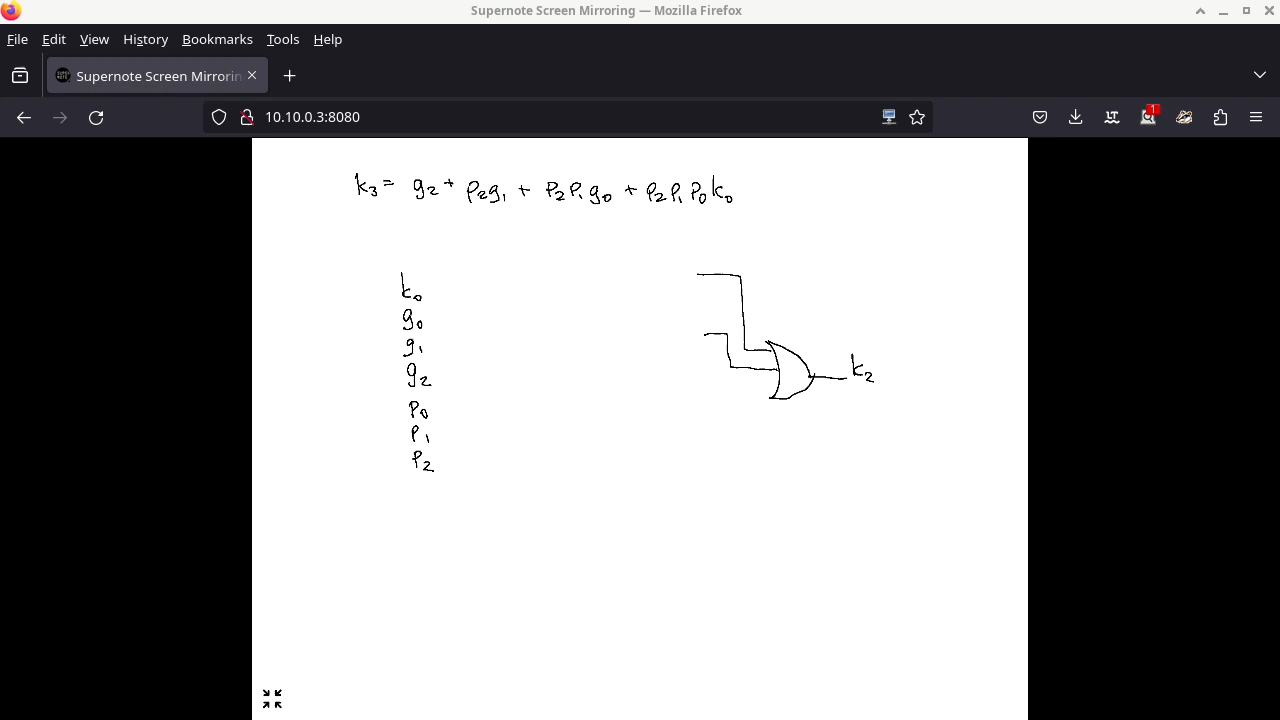 Supernote Screen Mirroring — Mozilla Firefox
File Edit View History Bookmarks Tools Help
Supernote Screen Mirrorin
10.10.0.3:8080
1
k₃ = g₂ + p₂g₁ + p₂p₁g₀ + p₂p₁p₀k₀
k₀
g₀
g₁
g₂
k₂
p₀
p₁
p₂